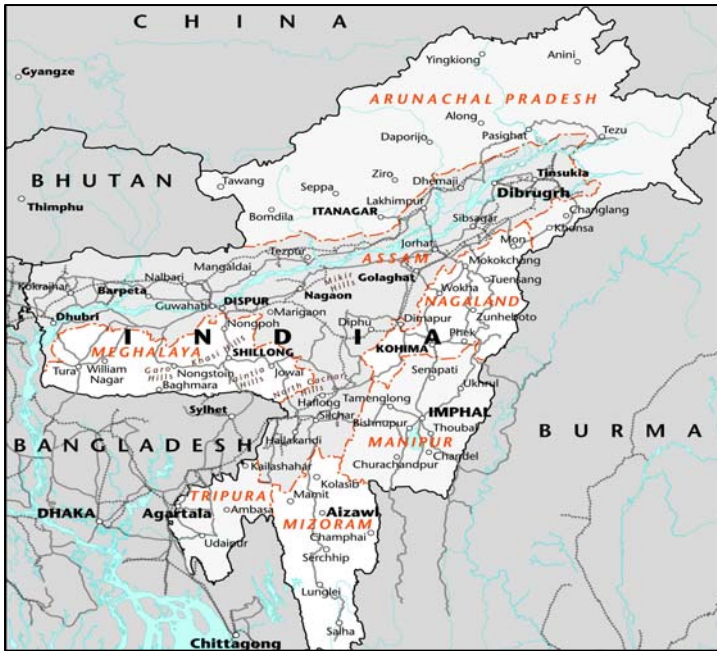 CHINA
Gyangze
Yingkiong
Anini
ARUNACHAL PRADESH
Along
Pasighat
Tezu
Daporijo
BHUTAN
Tawang
Seppa
Ziro
Dhemaji
Tinsukia
Thimphu
Bomdila
ITANAGAR
Lakhimpur
Dibrugrh
Changlang
Sibsagar
Khonsa
Tezpur
Jorhat
Mon
ASSAM
Mokokchang
Kokrajhar
Nalbari
Mangaldai
Mikir
Hills
Golaghat
Tuensang
Barpeta
Wokha
Nagaon
NAGALAND
Dhubri
Guwahati
DISPUR
Marigaon
Zunheboto
Nongpoh
Diphu
Dimapur
INDIA
Phek
MEGHALAYA
Khasi Hills
SHILLONG
KOHIMA
Tura
William
Nagar
Garo
Hills
Nongstoin
Jowai
Senapati
Baghmara
Jaintia
Hills
North Cachar
Hills
Ukhrul
Haflong
Tamenglong
Sylhet
Silchar
IMPHAL
Bishnupur
Thoubal
BURMA
BANGLADESH
Hailakandi
MANIPUR
Chandel
Kailashahar
Churachandpur
Kolasib
TRIPURA
Mamit
DHAKA
Agartala
Ambasa
Aizawl
MIZORAM
Champhai
Udaipur
Serchhip
Lunglei
Saiha
Chittagong